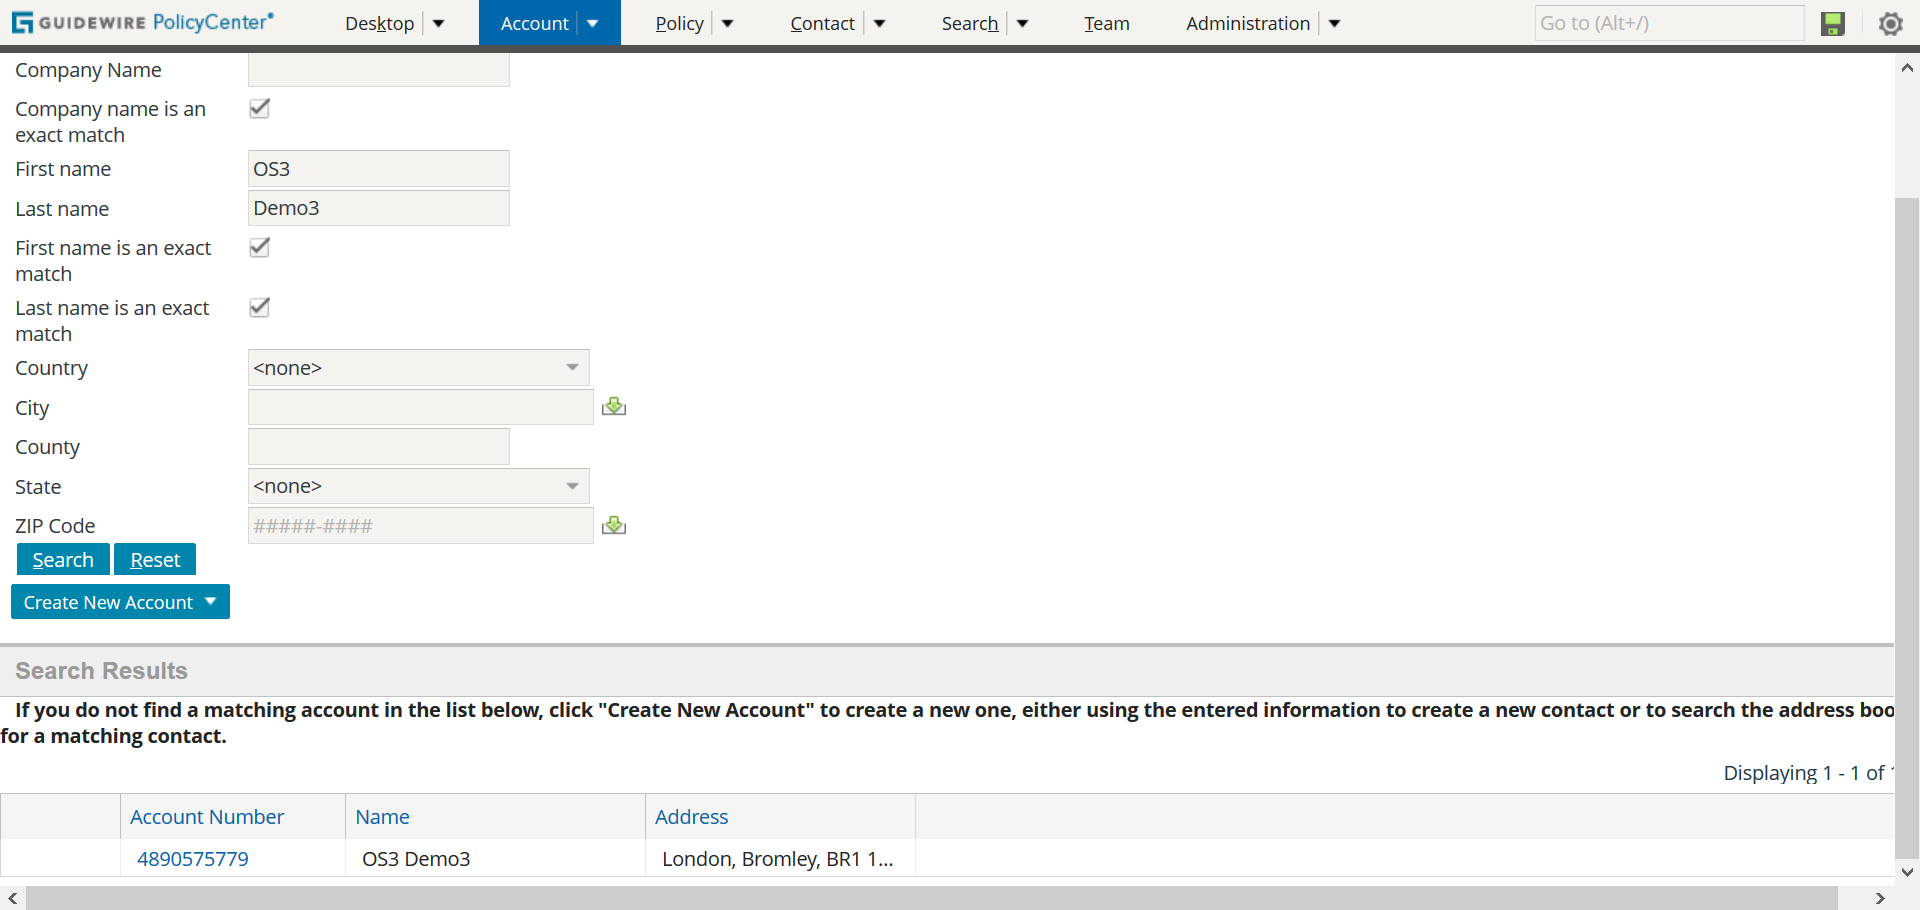 GUIDEWIRE PolicyCenter®
Desktop
Account
Policy
Contact
Search
Team
Administration
Go to (Alt+/)
Company Name
Company name is an
exact match
First name
OS3
Last name
Demo3
First name is an exact
match
Last name is an exact
match
Country
<none>
City
County
State
<none>
ZIP Code
#####-####
Search
Reset
Create New Account
Search Results
If you do not find a matching account in the list below, click "Create New Account" to create a new one, either using the entered information to create a new contact or to search the address boo
for a matching contact.
Displaying 1 - 1 of
Account Number
Name
Address
4890575779
OS3 Demo3
London, Bromley, BR1 1...